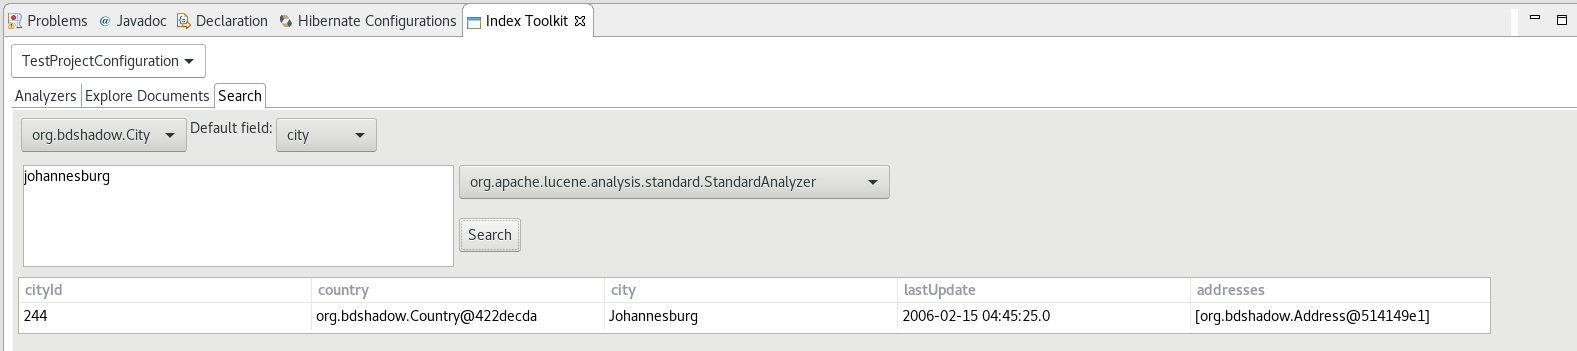 Problems @ Javadoc Declaration Hibernate Configurations Index Toolkit
TestProjectConfiguration
Analyzers Explore Documents Search
org.bdshadow.City Default field: city
johannesburg org.apache.lucene.analysis.standard.StandardAnalyzer
Search
cityId country city lastUpdate addresses
244 org.bdshadow.Country@422decda Johannesburg 2006-02-15 04:45:25.0 [org.bdshadow.Address@514149e1]